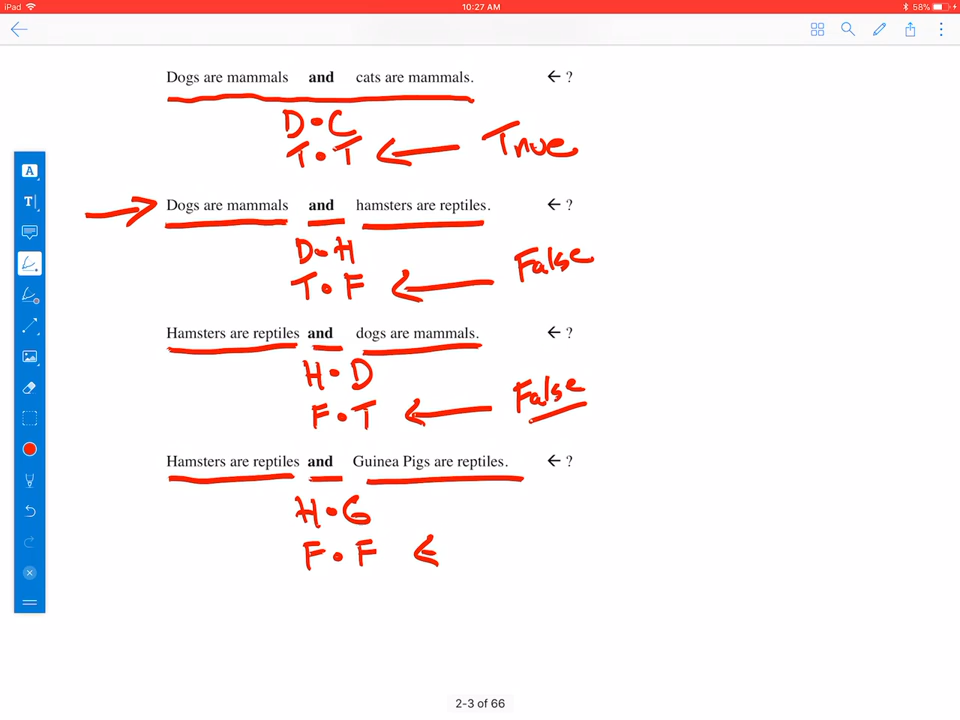 iPad 10:27 AM 58%
Dogs are mammals and cats are mammals. ← ?
D • C
T • T ← True
→ Dogs are mammals and hamsters are reptiles. ← ?
D • H
T • F ← False
Hamsters are reptiles and dogs are mammals. ← ?
H • D
F • T ← False
Hamsters are reptiles and Guinea Pigs are reptiles. ← ?
H • G
F • F ←
A
T
2-3 of 66